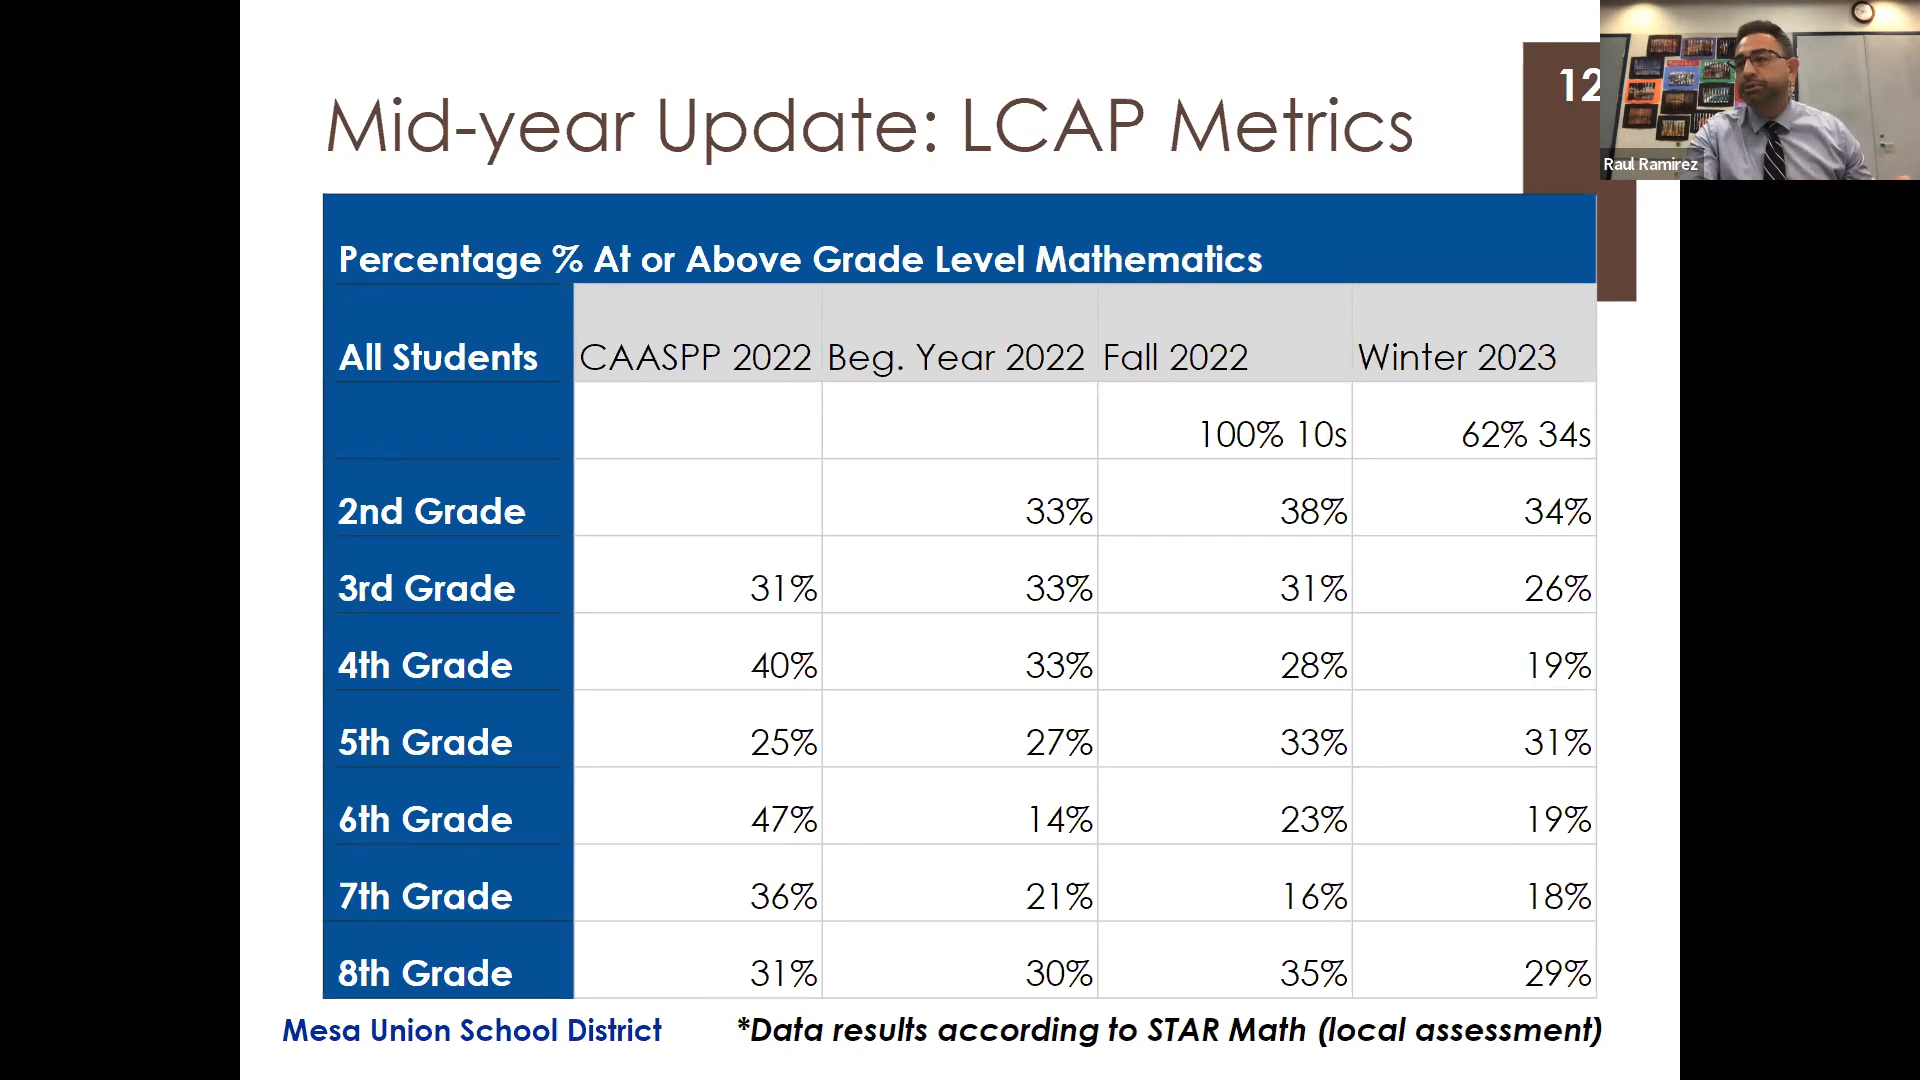 Mid-year Update: LCAP Metrics
12
Raul Ramirez
Percentage % At or Above Grade Level Mathematics
All Students CAASPP 2022 Beg. Year 2022 Fall 2022 Winter 2023
100% 10s 62% 34s
2nd Grade 33% 38% 34%
3rd Grade 31% 33% 31% 26%
4th Grade 40% 33% 28% 19%
5th Grade 25% 27% 33% 31%
6th Grade 47% 14% 23% 19%
7th Grade 36% 21% 16% 18%
8th Grade 31% 30% 35% 29%
Mesa Union School District *Data results according to STAR Math (local assessment)